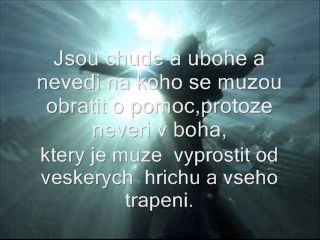 Jsou chude a ubohe a
nevedi na koho se muzou
obratit o pomoc,protoze
neveri v boha,
ktery je muze vyprostit od
veskerych hrichu a vseho
trapeni.